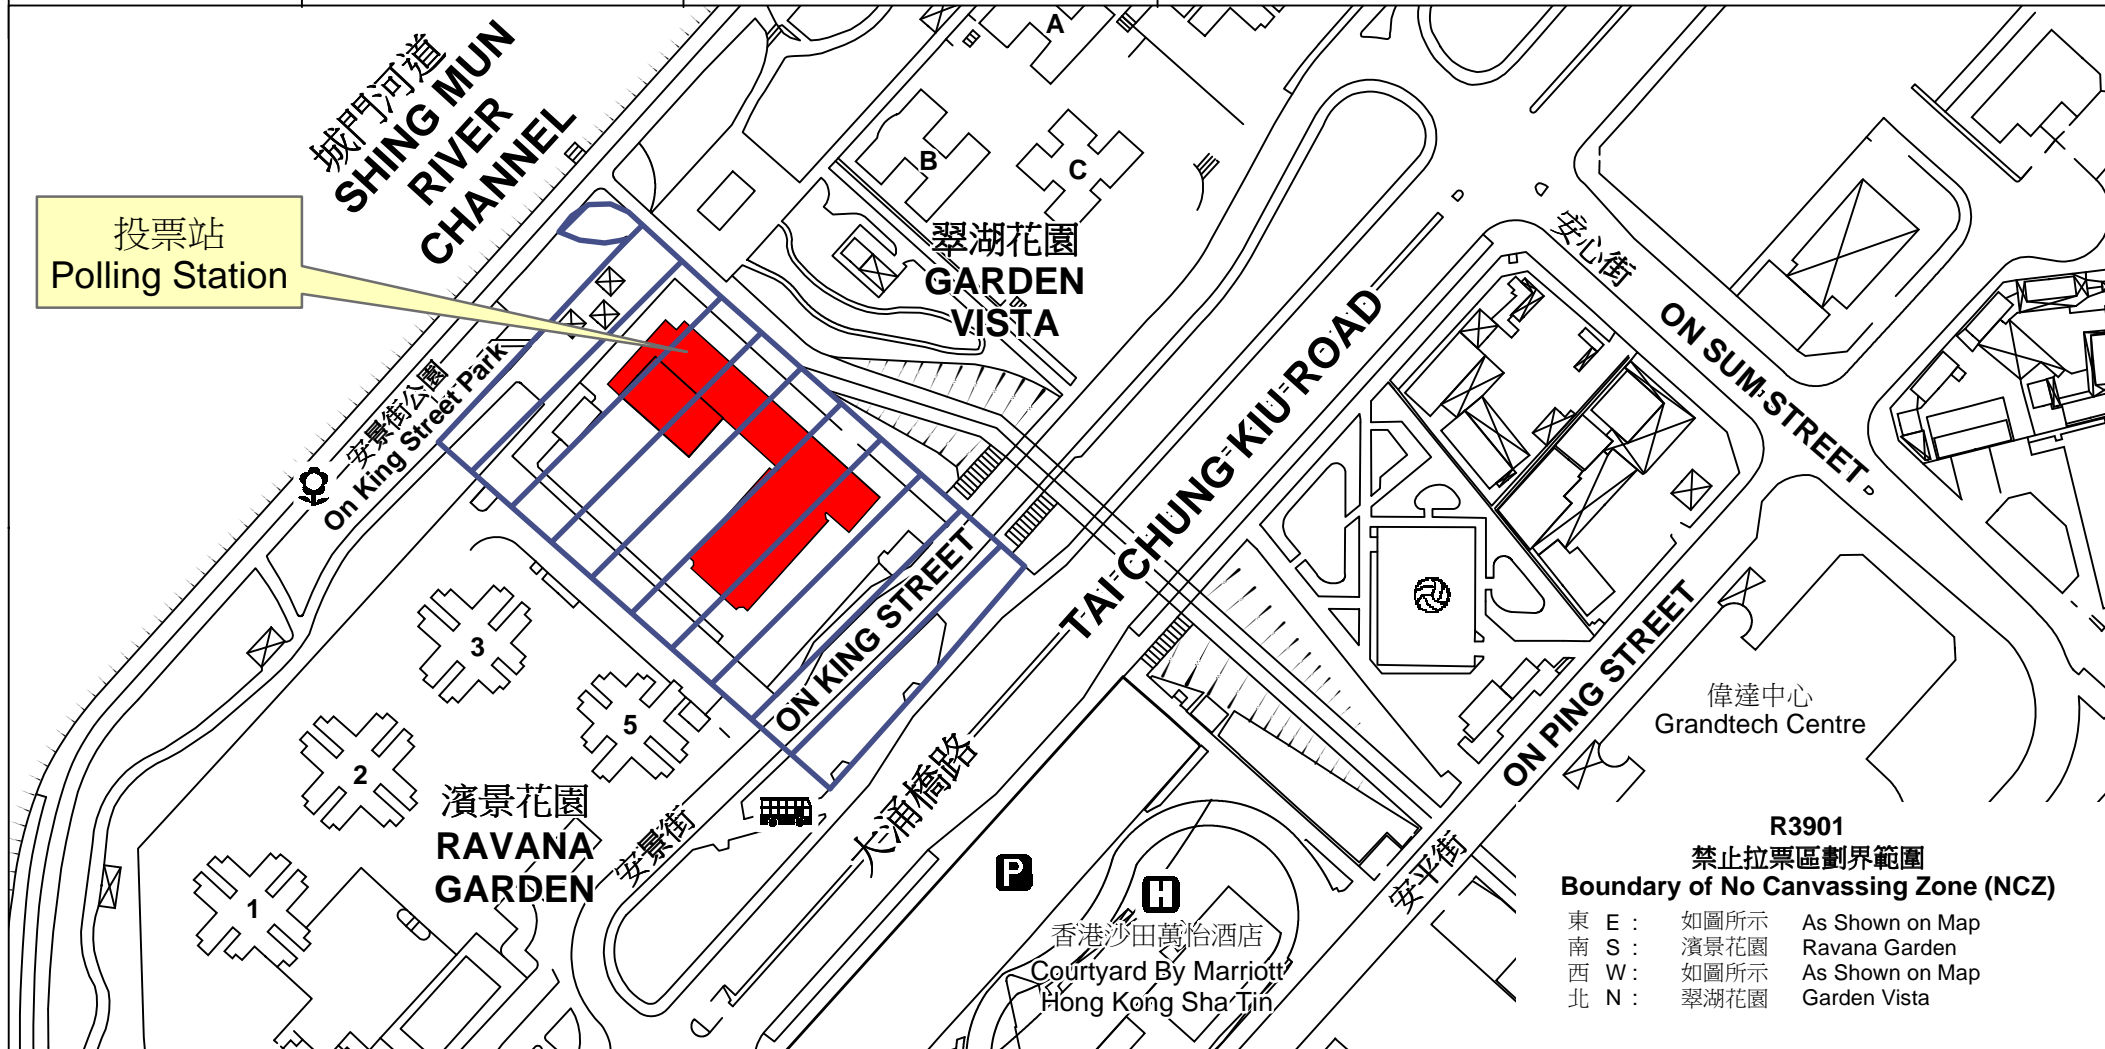 城門河道
SHING MUN
RIVER
CHANNEL
A
B
C
投票站
Polling Station
翠湖花園
GARDEN
VISTA
安心街
ON SUM STREET
安景街公園
On King Street Park
TAI CHUNG KIU ROAD
ON KING STREET
3
5
2
1
濱景花園
RAVANA
GARDEN
安景街
大涌橋路
ON PING STREET
安平街
偉達中心
Grandtech Centre
P
H
香港沙田萬怡酒店
Courtyard By Marriott
Hong Kong Sha Tin
R3901
禁止拉票區劃界範圍
Boundary of No Canvassing Zone (NCZ)
東 E : 如圖所示 As Shown on Map
南 S : 濱景花園 Ravana Garden
西 W : 如圖所示 As Shown on Map
北 N : 翠湖花園 Garden Vista